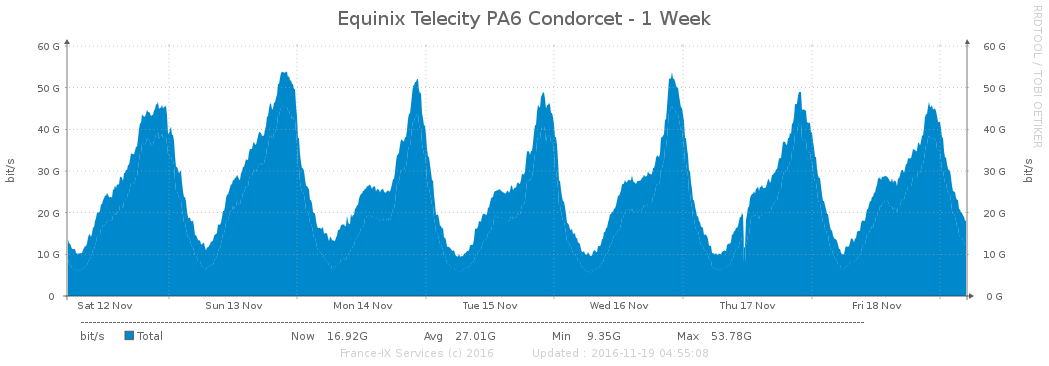 Equinix Telecity PA6 Condorcet - 1 Week
RRDTOOL / TOBI OETIKER
bit/s
60 G
50 G
40 G
30 G
20 G
10 G
0
60 G
50 G
40 G
30 G
20 G
10 G
0 G
bit/s
Sat 12 Nov Sun 13 Nov Mon 14 Nov Tue 15 Nov Wed 16 Nov Thu 17 Nov Fri 18 Nov
bit/s Total Now 16.92G Avg 27.01G Min 9.35G Max 53.78G
France-IX Services (c) 2016 Updated : 2016-11-19 04:55:08